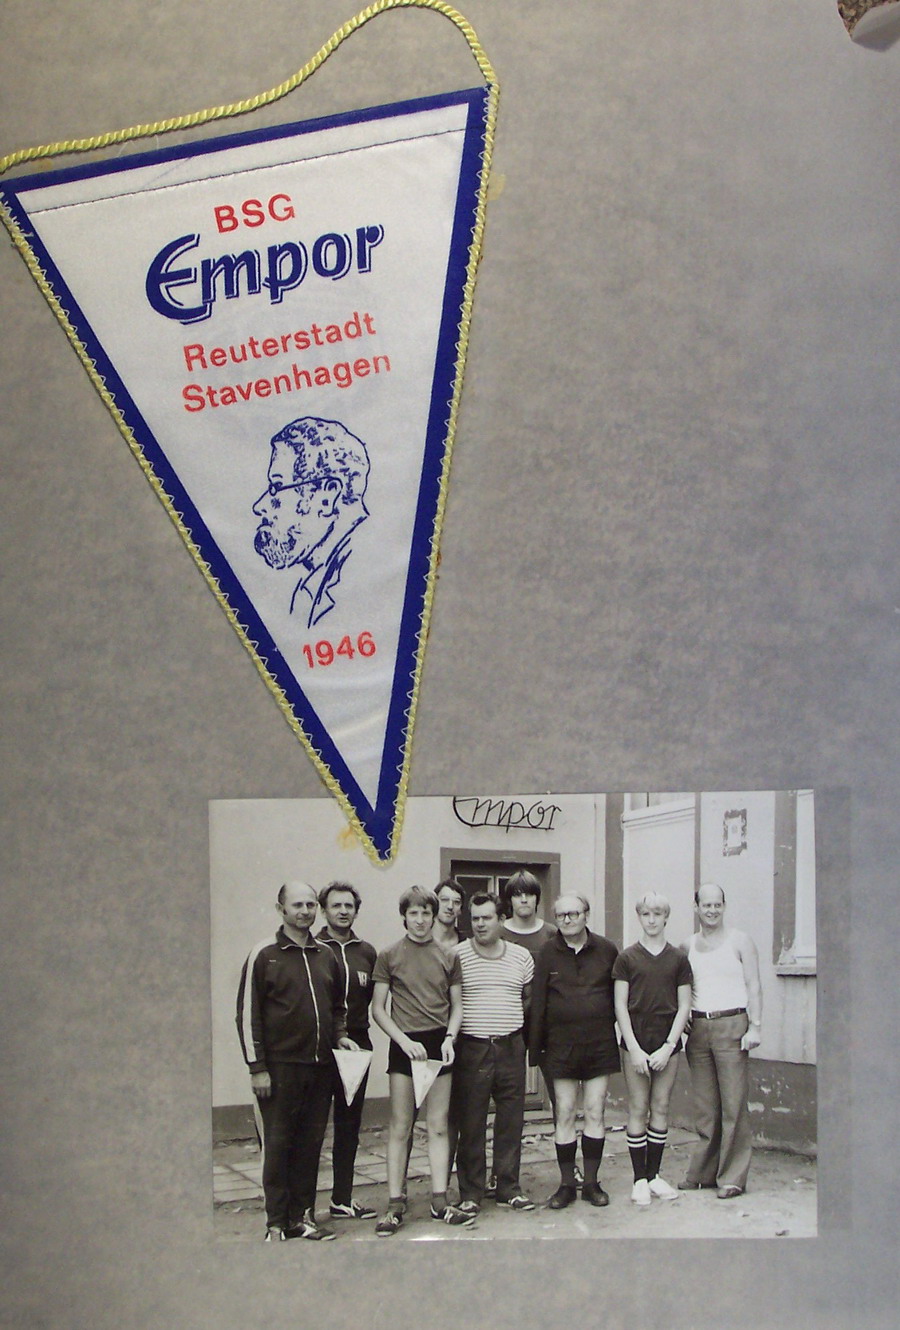 BSG
Empor
Reuterstadt
Stavenhagen
1946
Empor